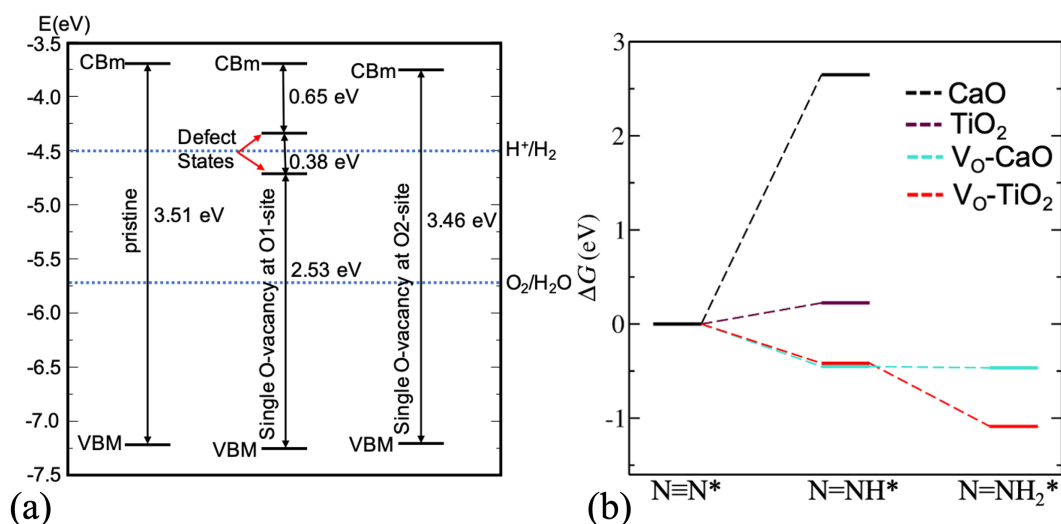 E(eV)
-3.5
-4.0
-4.5
-5.0
-5.5
-6.0
-6.5
-7.0
-7.5
CBm
CBm
CBm
0.65 eV
Defect
States
0.38 eV
H⁺/H₂
pristine
3.51 eV
Single O-vacancy at O1-site
2.53 eV
Single O-vacancy at O2-site
3.46 eV
O₂/H₂O
VBM
VBM
VBM
(a)
ΔG (eV)
3
2
1
0
-1
CaO
TiO₂
V_O-CaO
V_O-TiO₂
N≡N*
N=NH*
N=NH₂*
(b)